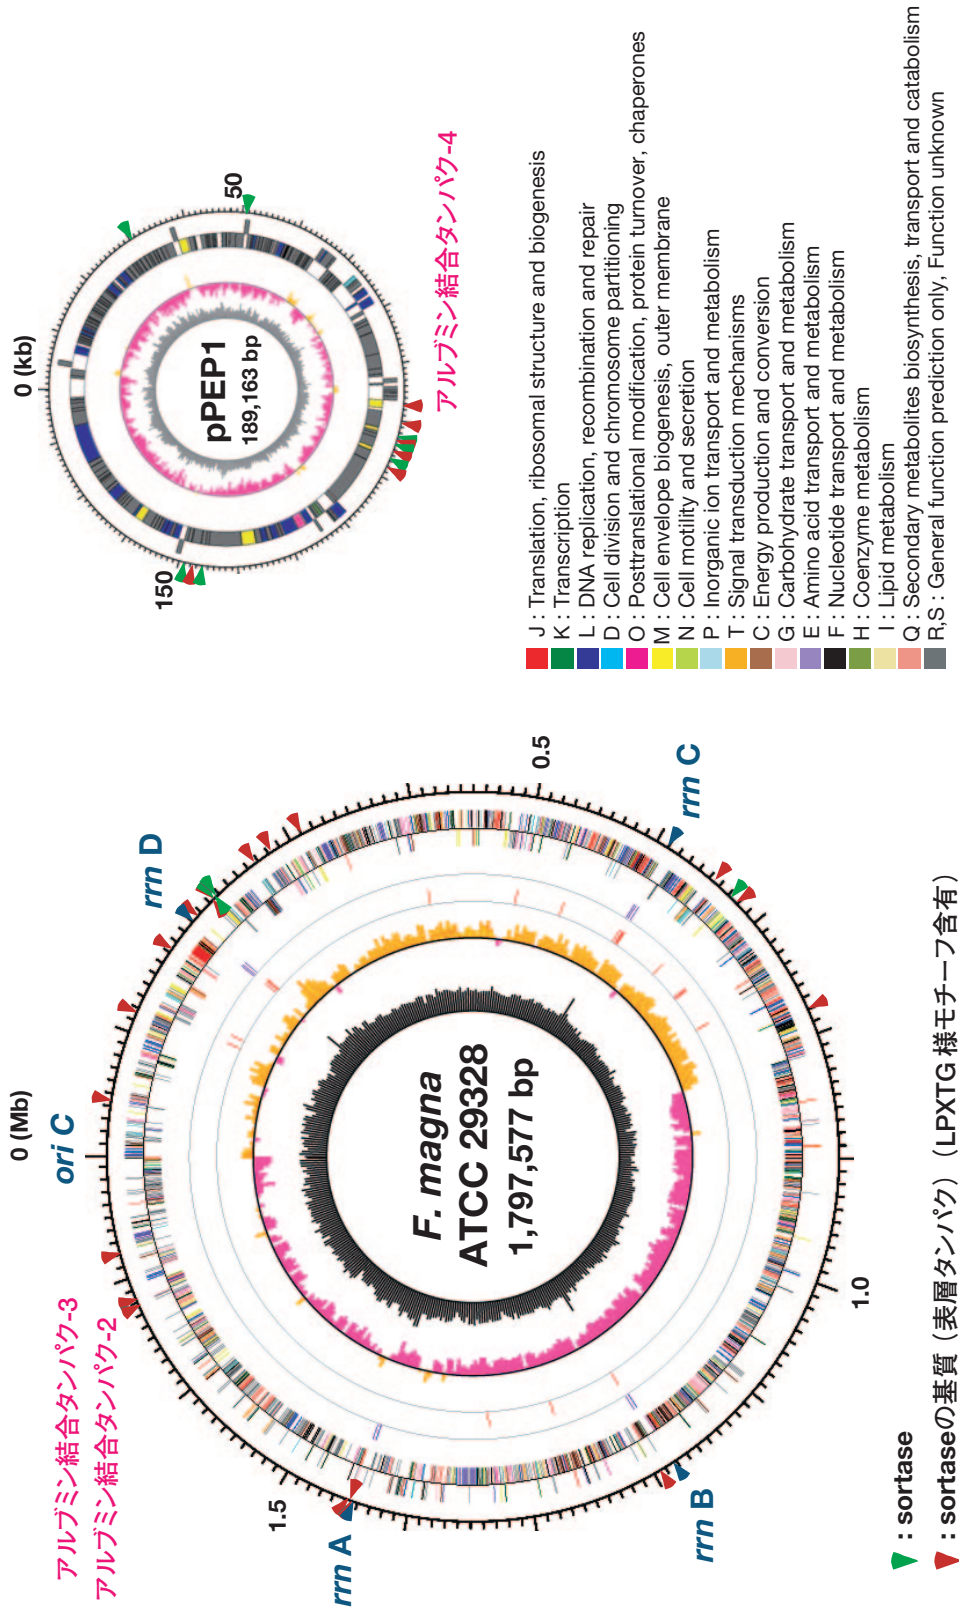 0 (Mb)
ori C
rrn D
0.5
rrn C
1.0
rrn B
rrn A
1.5
アルブミン結合タンパク-3
アルブミン結合タンパク-2
F. magna
ATCC 29328
1,797,577 bp
0 (kb)
50
150
pPEP1
189,163 bp
アルブミン結合タンパク-4
: sortase
: sortaseの基質（表層タンパク）（LPXTG 様モチーフ含有）
J : Translation, ribosomal structure and biogenesis
K : Transcription
L : DNA replication, recombination and repair
D : Cell division and chromosome partitioning
O : Posttranslational modification, protein turnover, chaperones
M : Cell envelope biogenesis, outer membrane
N : Cell motility and secretion
P : Inorganic ion transport and metabolism
T : Signal transduction mechanisms
C : Energy production and conversion
G : Carbohydrate transport and metabolism
E : Amino acid transport and metabolism
F : Nucleotide transport and metabolism
H : Coenzyme metabolism
I : Lipid metabolism
Q : Secondary metabolites biosynthesis, transport and catabolism
R,S : General function prediction only, Function unknown